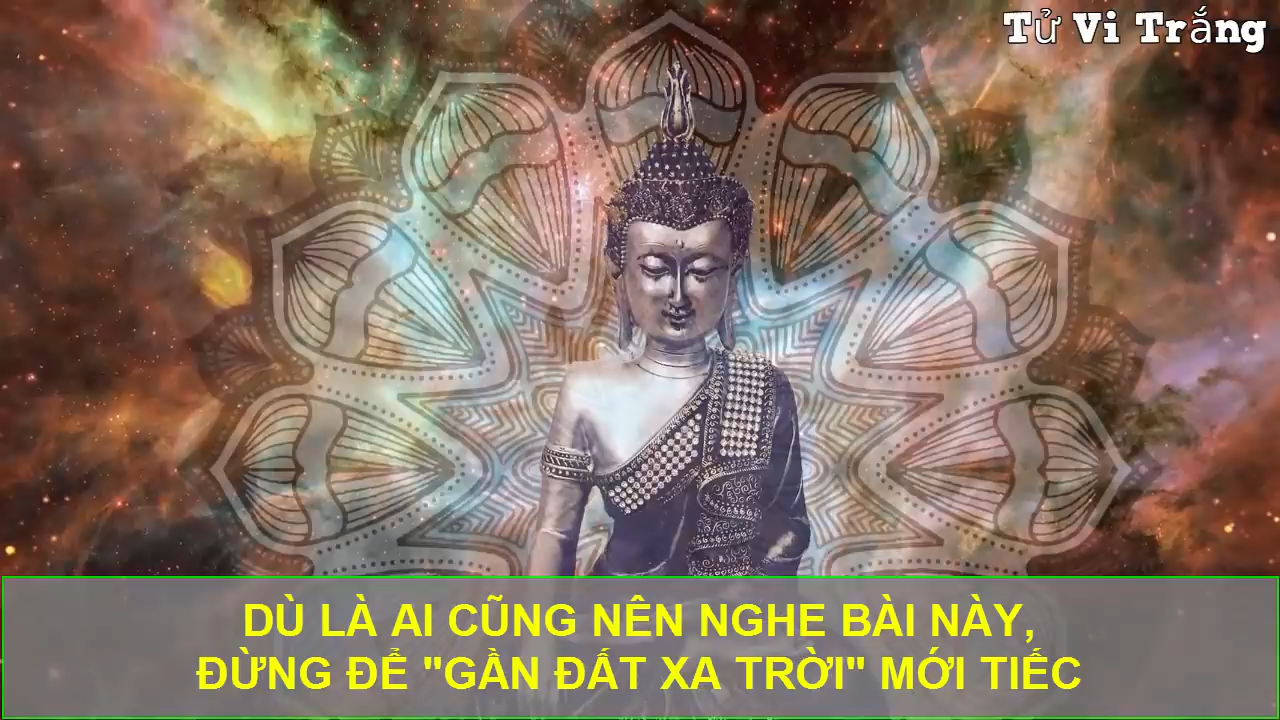 Tử Vi Trắng
DÙ LÀ AI CŨNG NÊN NGHE BÀI NÀY,
ĐỪNG ĐỂ "GẦN ĐẤT XA TRỜI" MỚI TIẾC